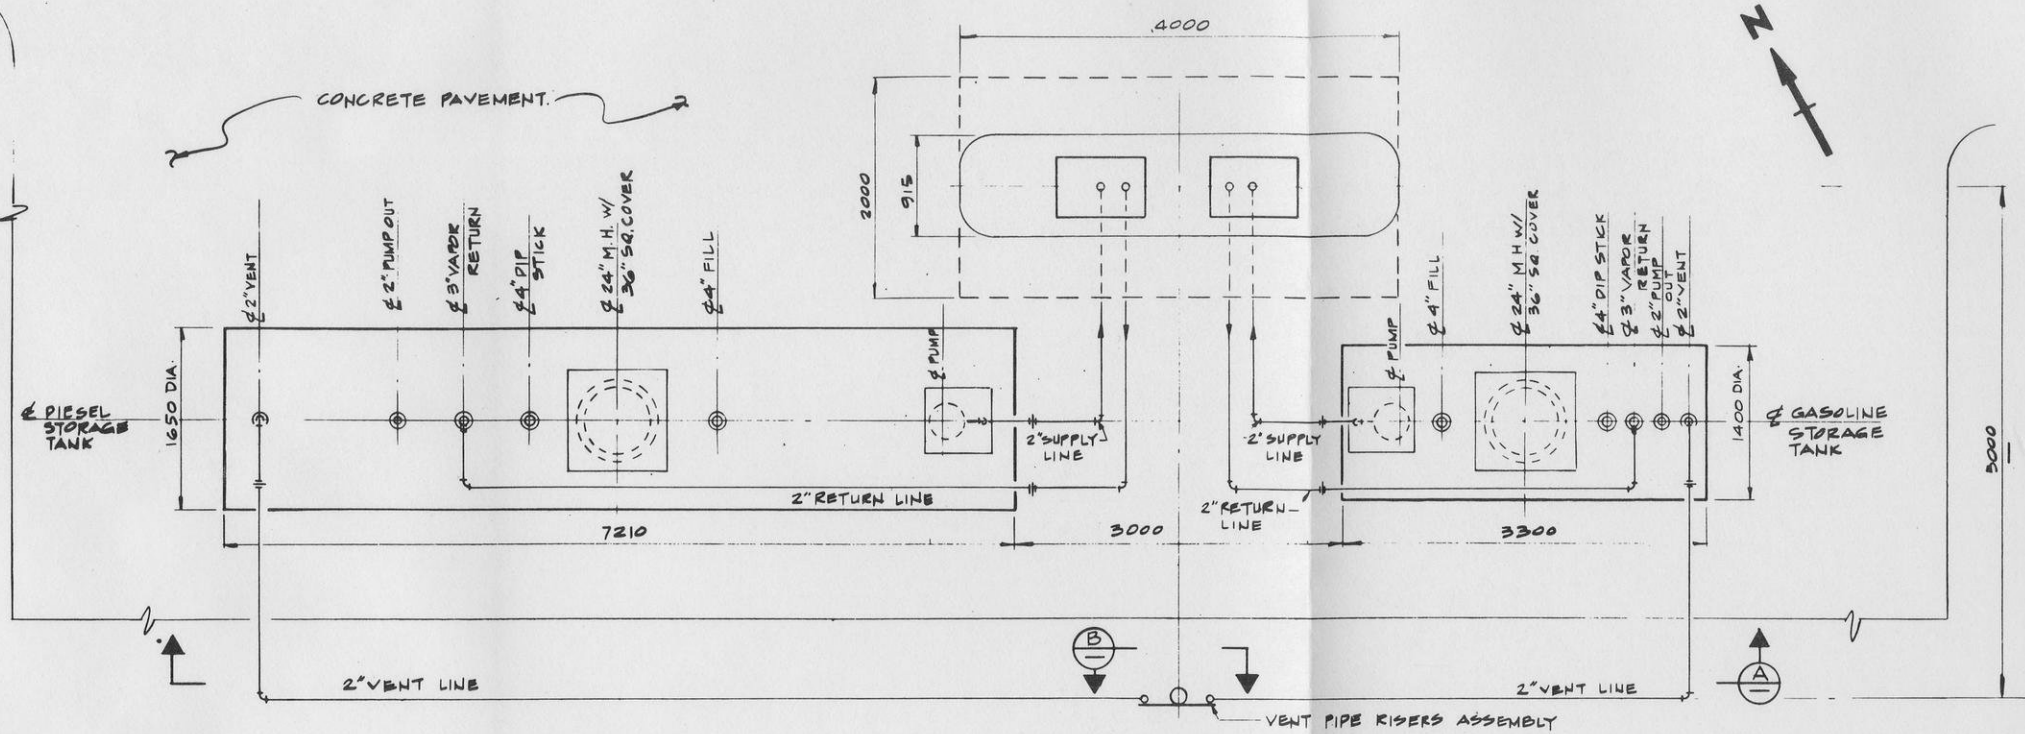 .4000
N
CONCRETE PAVEMENT.
2000
915
℄ 2" VENT
℄ 2" PUMP OUT
℄ 3" VAPOR
RETURN
℄ 4" DIP
STICK
℄ 24" M.H. W/
36" SQ. COVER
℄ 4" FILL
℄ PUMP
℄ PUMP
℄ 4" FILL
℄ 24" M H W/
36" SQ COVER
℄ 4" DIP STICK
℄ 3" VAPOR
RETURN
℄ 2" PUMP
OUT
℄ 2" VENT
℄ DIESEL
STORAGE
TANK
1650 DIA.
2" SUPPLY
LINE
2" SUPPLY
LINE
1400 DIA.
℄ GASOLINE
STORAGE
TANK
2" RETURN LINE
2" RETURN
LINE
7210
3000
3300
B
A
2" VENT LINE
2" VENT LINE
VENT PIPE RISERS ASSEMBLY